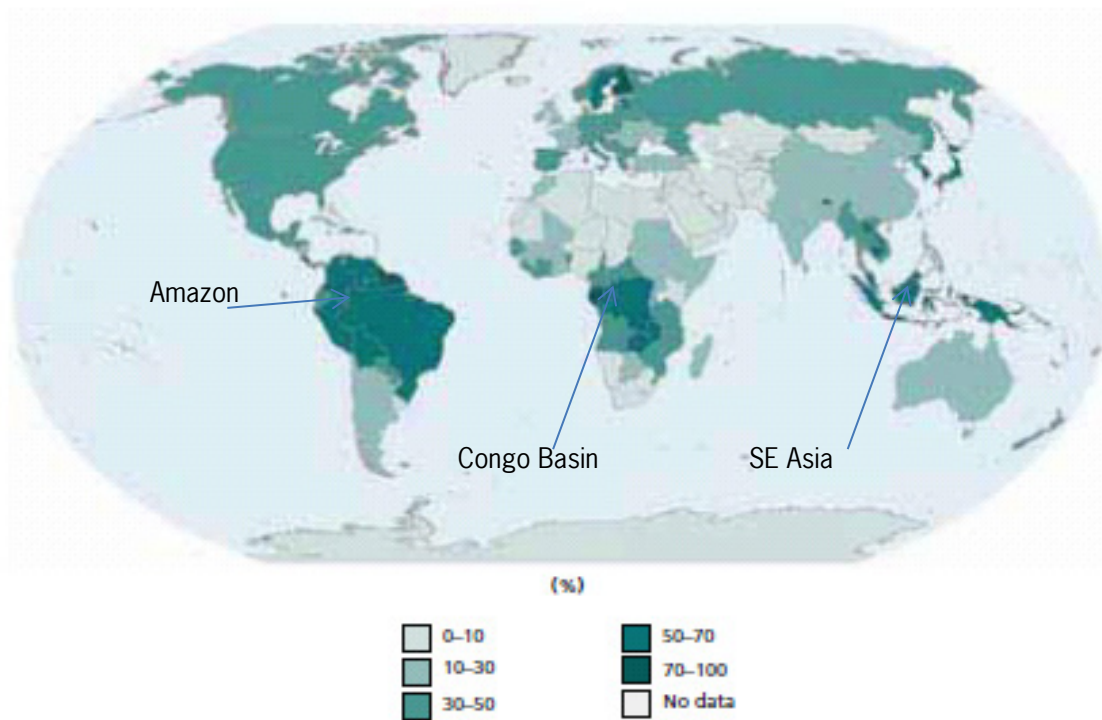 Amazon
Congo Basin
SE Asia
(%)
0–10
10–30
30–50
50–70
70–100
No data